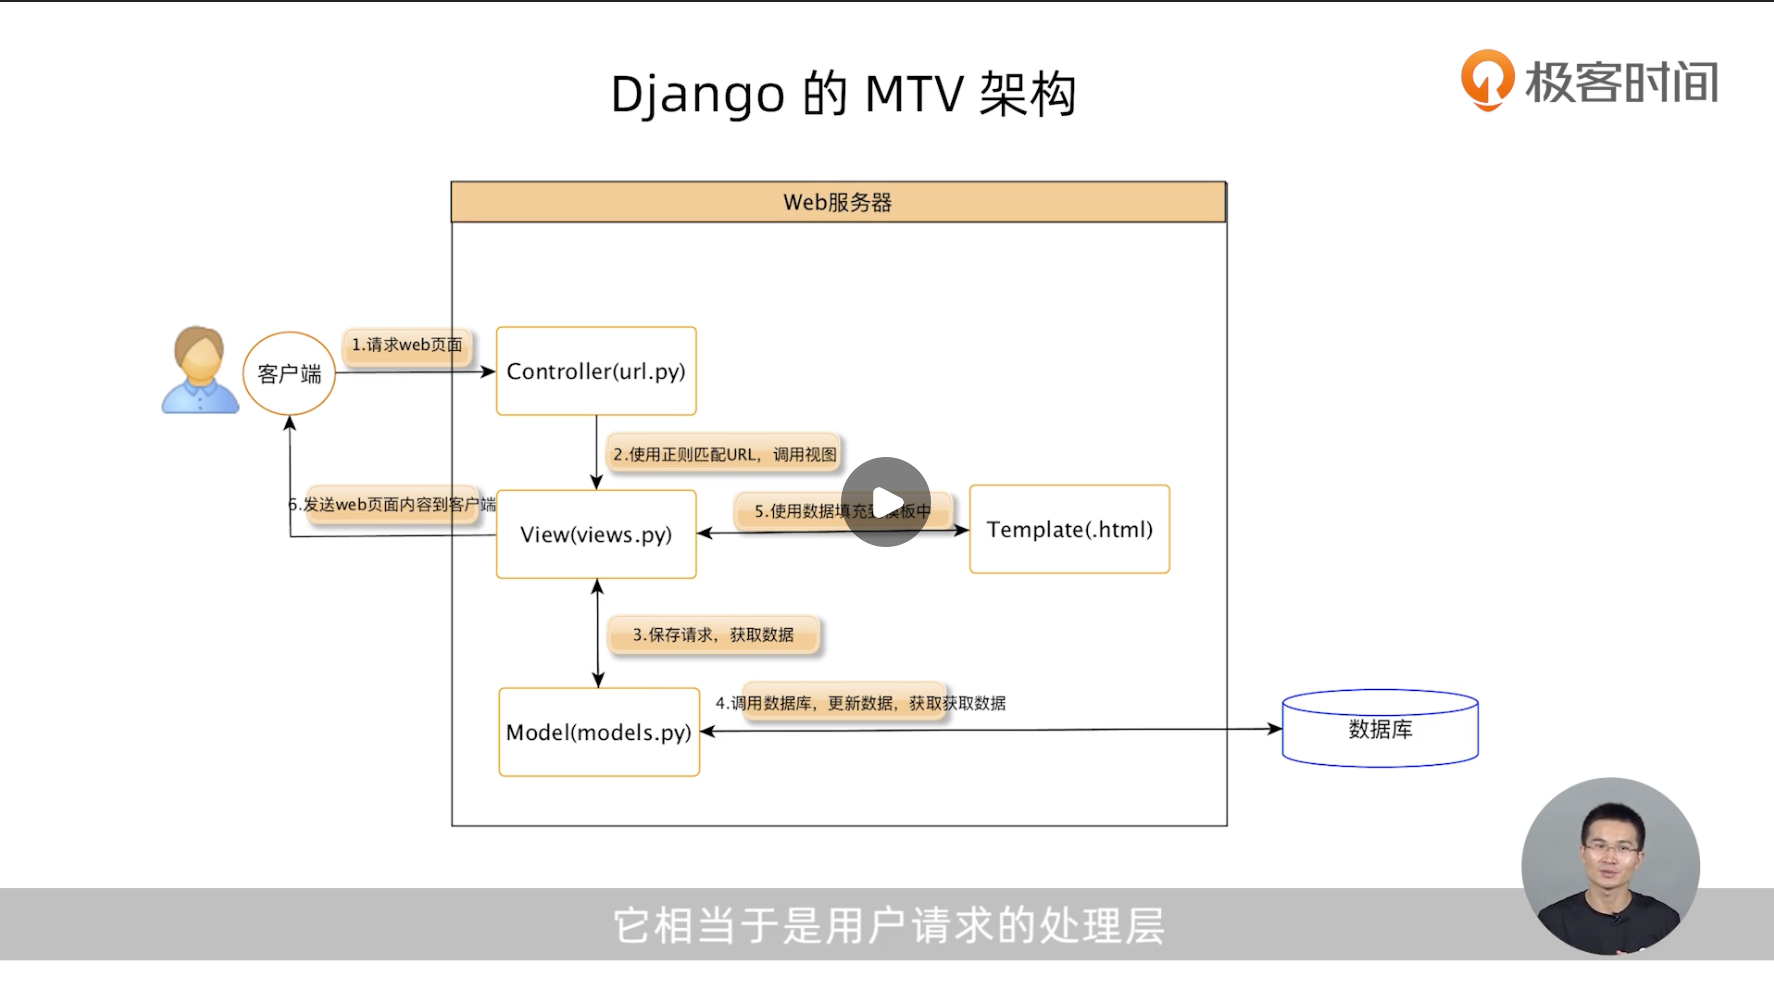 Django 的 MTV 架构
极客时间
Web服务器
客户端
1.请求web页面
Controller(url.py)
2.使用正则匹配URL，调用视图
6.发送web页面内容到客户端
View(views.py)
5.使用数据填充到模板中
Template(.html)
3.保存请求，获取数据
Model(models.py)
4.调用数据库，更新数据，获取获取数据
数据库
它相当于是用户请求的处理层